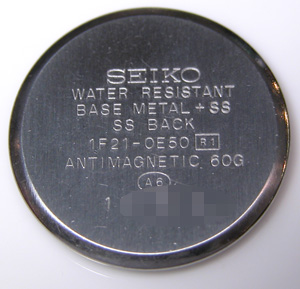 SEIKO
WATER RESISTANT
BASE METAL + SS
SS BACK
1F21-0E50 R1
ANTIMAGNETIC 60G
A6
1